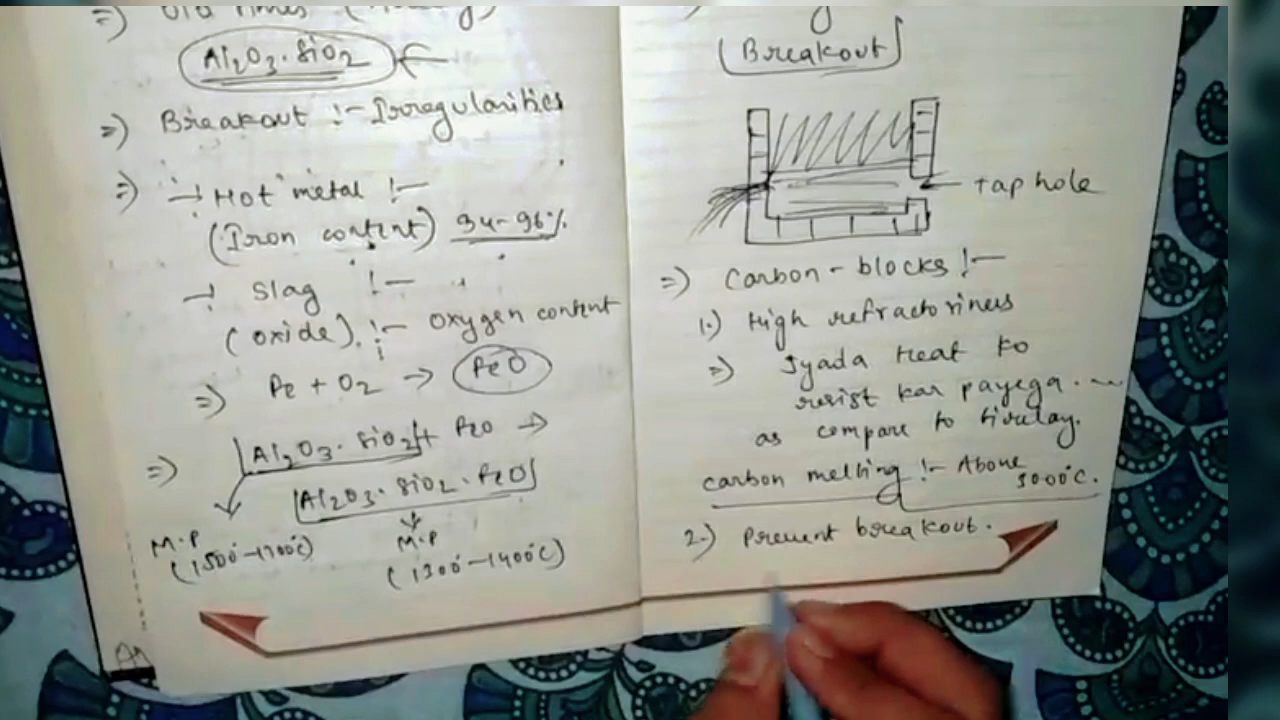 =) Old times
Al₂O₃.SiO₂
=) Breakout :- Irregularities
=) → Hot metal :-
(Iron content) 94-96%
→ Slag :-
(oxide) :- oxygen content
=) Fe + O₂ → FeO
=) Al₂O₃.SiO₂ + FeO →
Al₂O₃.SiO₂.FeO
M.P
(1500-1700°C)
M.P
(1300-1400°C)
Breakout
← Tap hole
=) Carbon-blocks :-
1.) High refractoriness
=) Jyada heat ko
resist kar payega.
as compare to fireclay.
carbon melting :- Above
3000°C.
2.) Prevent breakout.